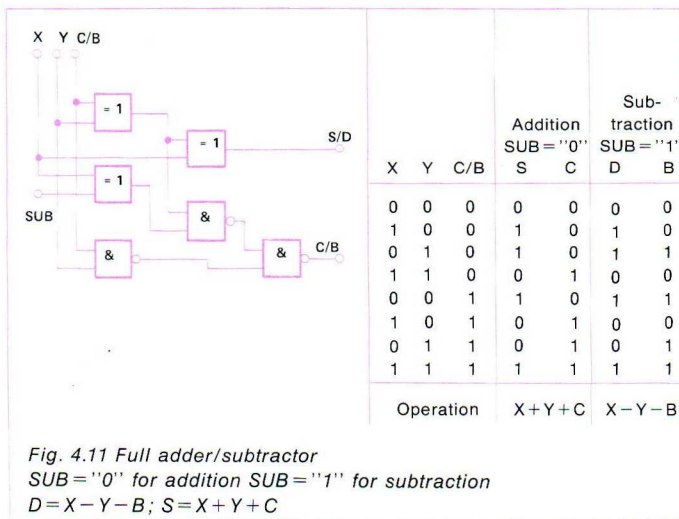 X Y C/B
= 1
= 1
S/D
= 1
SUB
&
&
&
C/B
Sub-
Addition traction
SUB = "0" SUB = "1"
X Y C/B S C D B
0 0 0 0 0 0 0
1 0 0 1 0 1 0
0 1 0 1 0 1 1
1 1 0 0 1 0 0
0 0 1 1 0 1 1
1 0 1 0 1 0 0
0 1 1 0 1 0 1
1 1 1 1 1 1 1
Operation X+Y+C X−Y−B
Fig. 4.11 Full adder/subtractor
SUB="0" for addition SUB="1" for subtraction
D=X−Y−B; S=X+Y+C